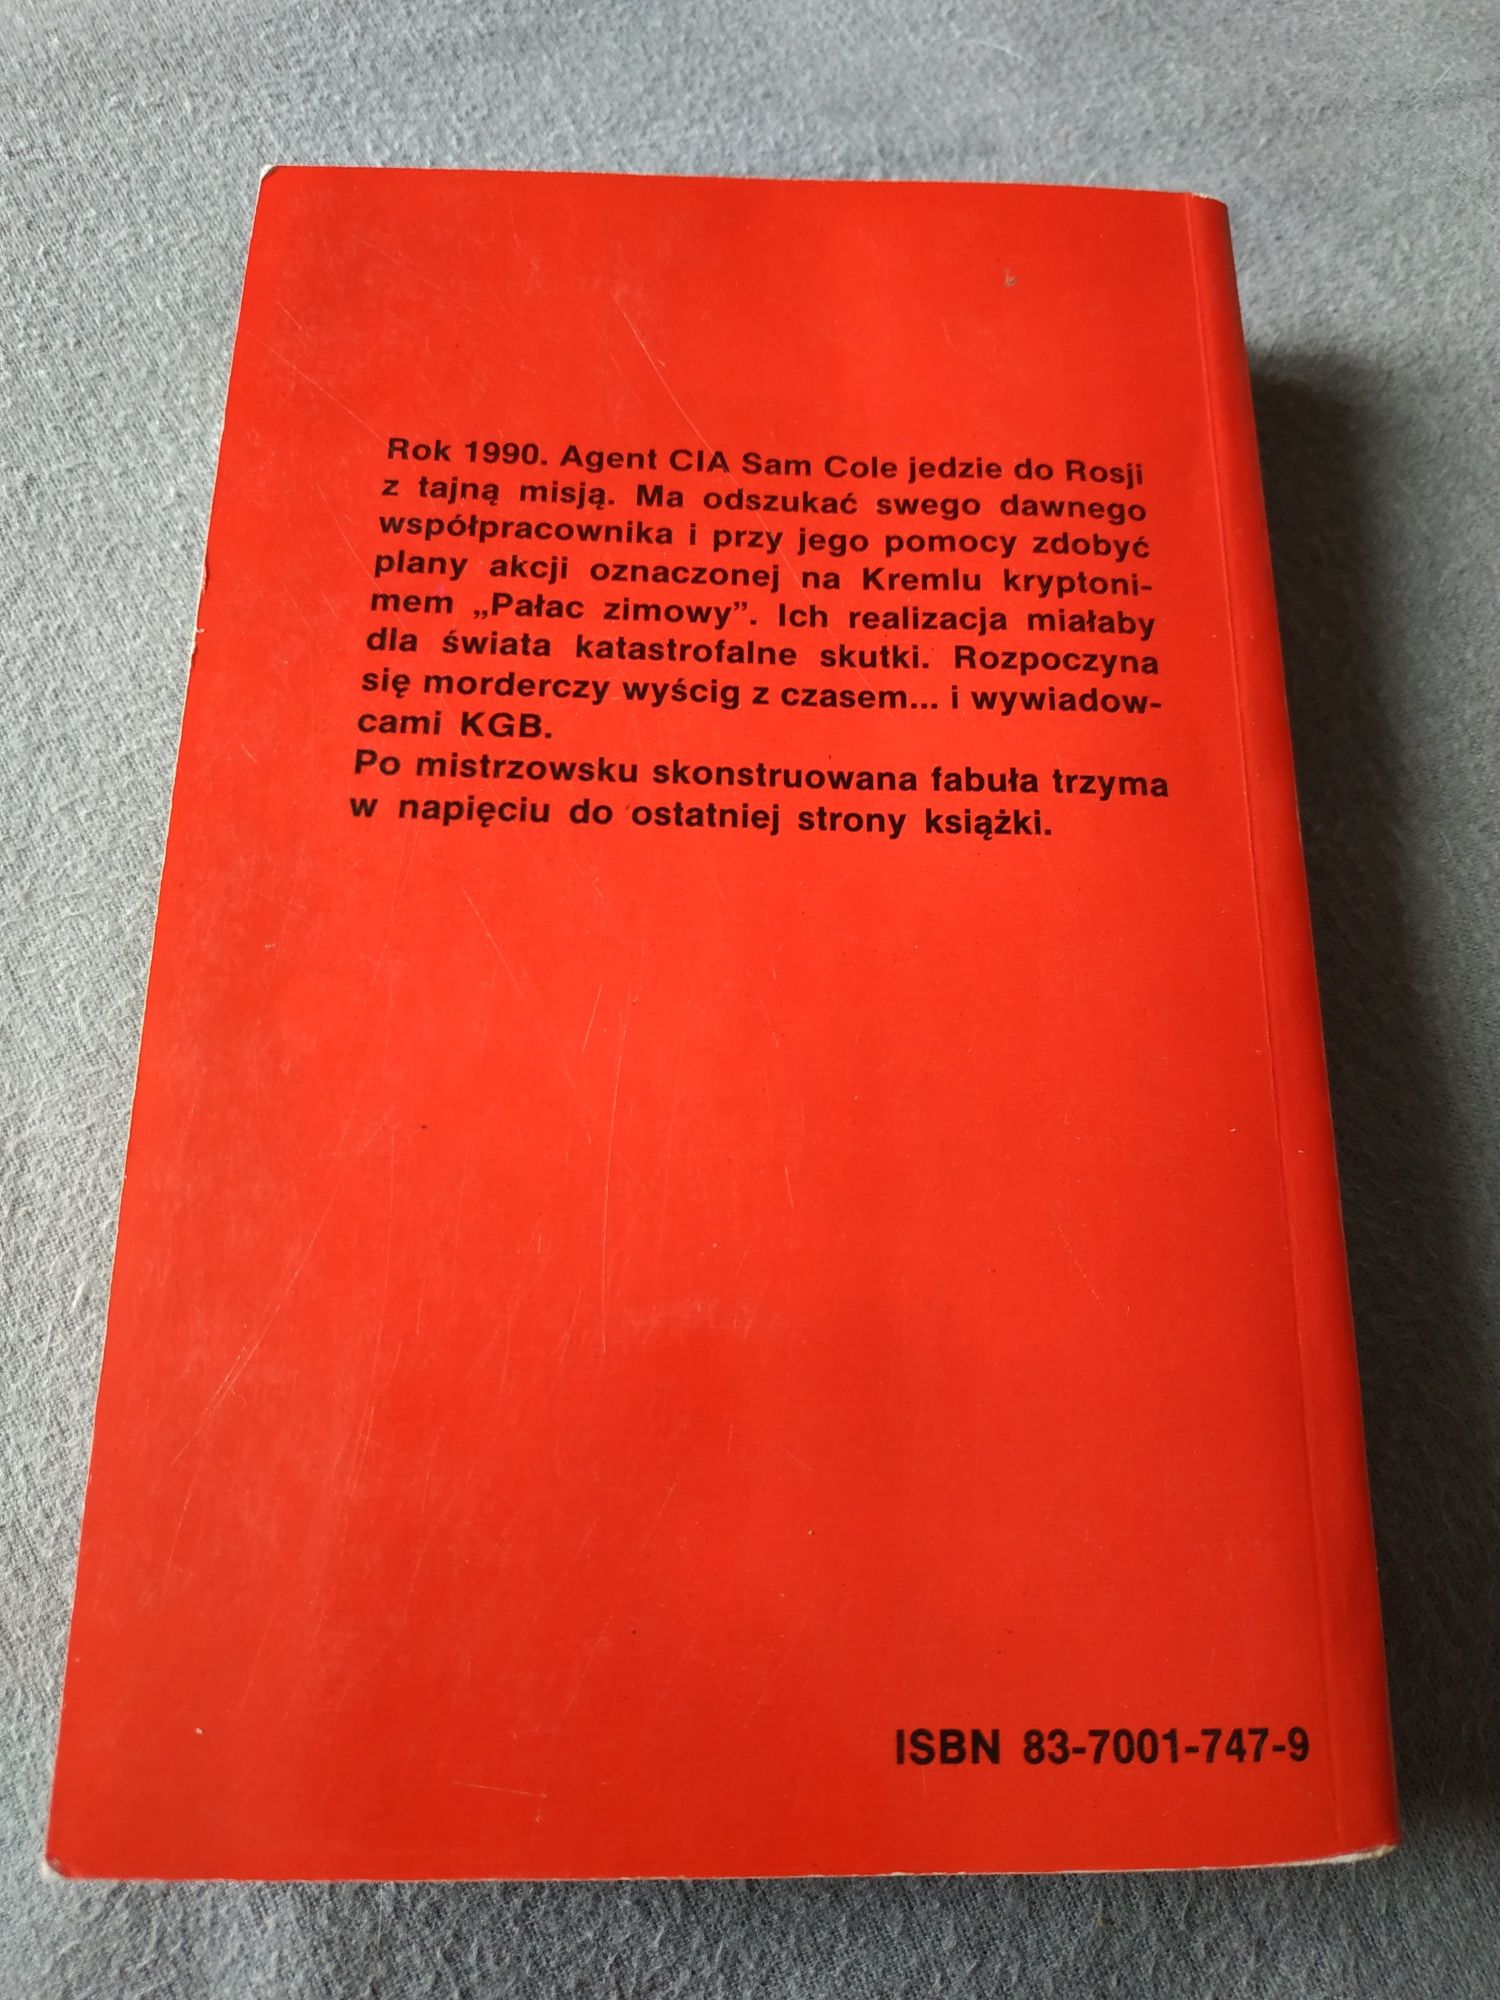 Rok 1990. Agent CIA Sam Cole jedzie do Rosji
z tajną misją. Ma odszukać swego dawnego
współpracownika i przy jego pomocy zdobyć
plany akcji oznaczonej na Kremlu kryptoni-
mem „Pałac zimowy”. Ich realizacja miałaby
dla świata katastrofalne skutki. Rozpoczyna
się morderczy wyścig z czasem... i wywiadow-
cami KGB.
Po mistrzowsku skonstruowana fabuła trzyma
w napięciu do ostatniej strony książki.
ISBN 83-7001-747-9